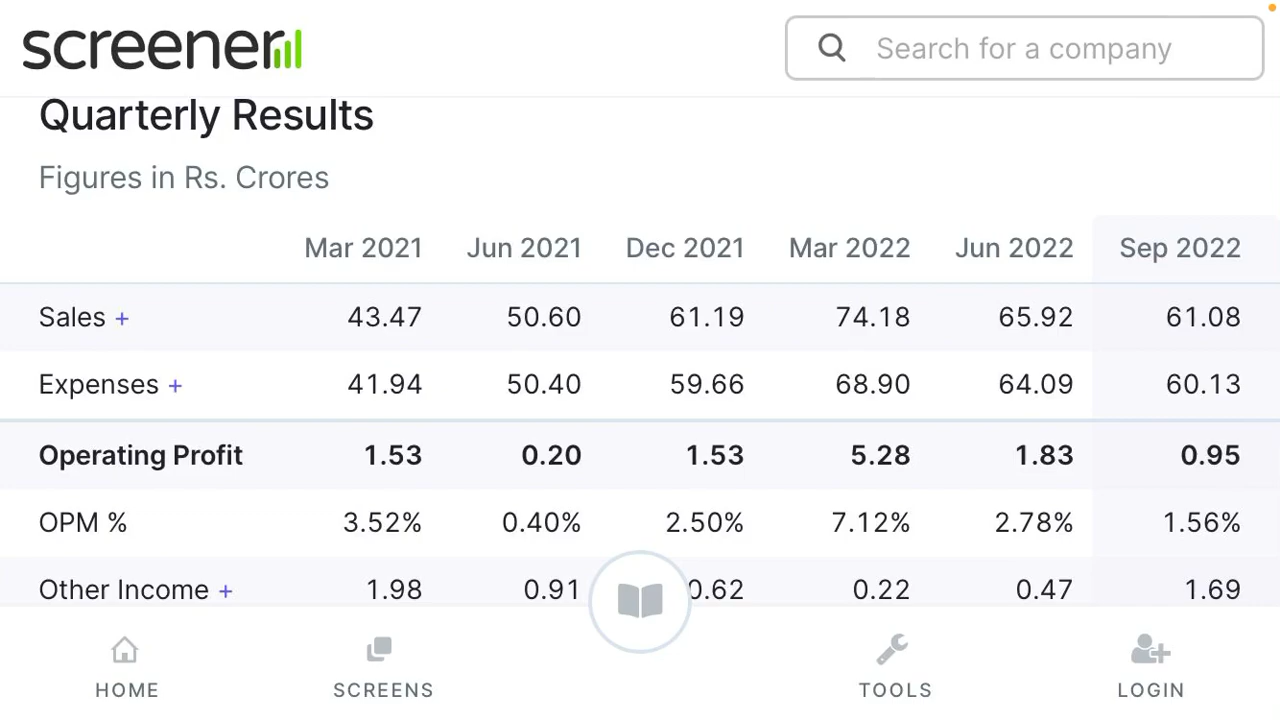 screener
Search for a company
Quarterly Results
Figures in Rs. Crores
Mar 2021 Jun 2021 Dec 2021 Mar 2022 Jun 2022 Sep 2022
Sales + 43.47 50.60 61.19 74.18 65.92 61.08
Expenses + 41.94 50.40 59.66 68.90 64.09 60.13
Operating Profit 1.53 0.20 1.53 5.28 1.83 0.95
OPM % 3.52% 0.40% 2.50% 7.12% 2.78% 1.56%
Other Income + 1.98 0.91 0.62 0.22 0.47 1.69
HOME SCREENS TOOLS LOGIN